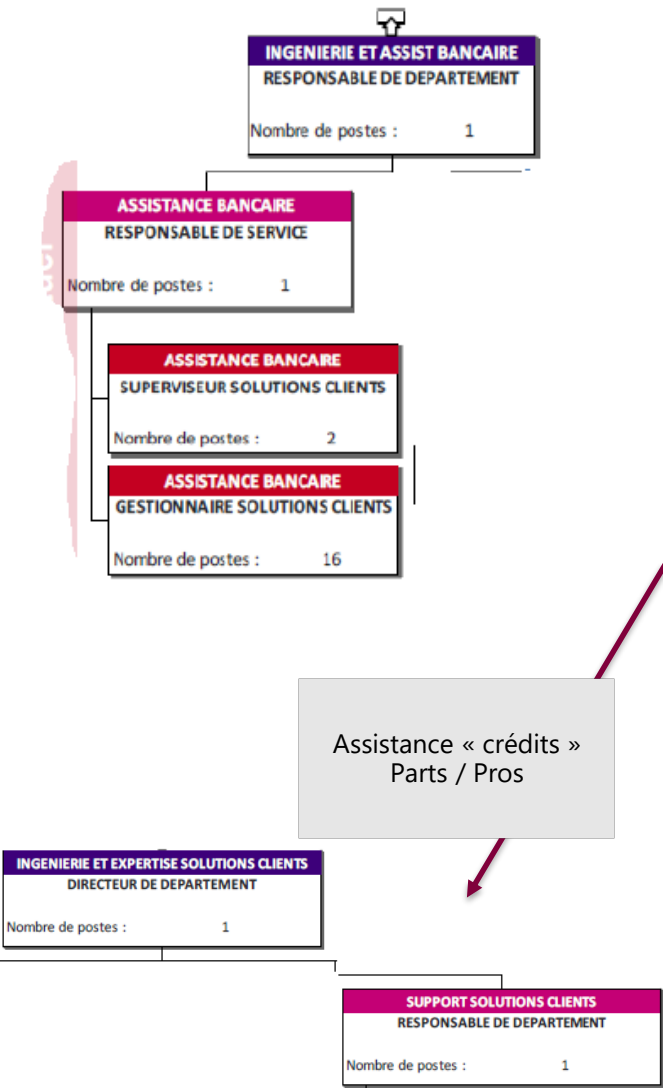 INGENIERIE ET ASSIST BANCAIRE
RESPONSABLE DE DEPARTEMENT
Nombre de postes : 1
ASSISTANCE BANCAIRE
RESPONSABLE DE SERVICE
Nombre de postes : 1
ASSISTANCE BANCAIRE
SUPERVISEUR SOLUTIONS CLIENTS
Nombre de postes : 2
ASSISTANCE BANCAIRE
GESTIONNAIRE SOLUTIONS CLIENTS
Nombre de postes : 16
Assistance « crédits »
Parts / Pros
INGENIERIE ET EXPERTISE SOLUTIONS CLIENTS
DIRECTEUR DE DEPARTEMENT
Nombre de postes : 1
SUPPORT SOLUTIONS CLIENTS
RESPONSABLE DE DEPARTEMENT
Nombre de postes : 1